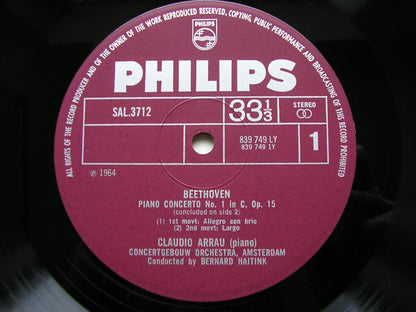 ALL RIGHTS OF THE RECORD PRODUCER AND OF THE OWNER OF THE WORK REPRODUCED RESERVED. COPYING, PUBLIC PERFORMANCE AND BROADCASTING OF THIS RECORD PROHIBITED
PHILIPS
PHILIPS
SAL.3712
33 1/3
STEREO
839 749 LY
839 749 1Y
1
℗ 1964
BEETHOVEN
PIANO CONCERTO No. 1 in C, Op. 15
(concluded on side 2)
(1) 1st movt: Allegro con brio
(2) 2nd movt: Largo
CLAUDIO ARRAU (piano)
CONCERTGEBOUW ORCHESTRA, AMSTERDAM
Conducted by BERNARD HAITINK